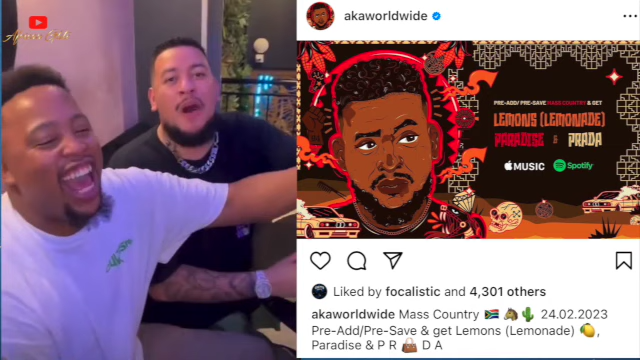 akaworldwide
PRE-ADD/ PRE-SAVE MASS COUNTRY & GET
LEMONS (LEMONADE)
PARADISE & PRADA
MUSIC Spotify
Liked by focalistic and 4,301 others
akaworldwide Mass Country 🇿🇦 🐴 🌵 24.02.2023
Pre-Add/Pre-Save & get Lemons (Lemonade) 🍋,
Paradise & P R 👜 D A